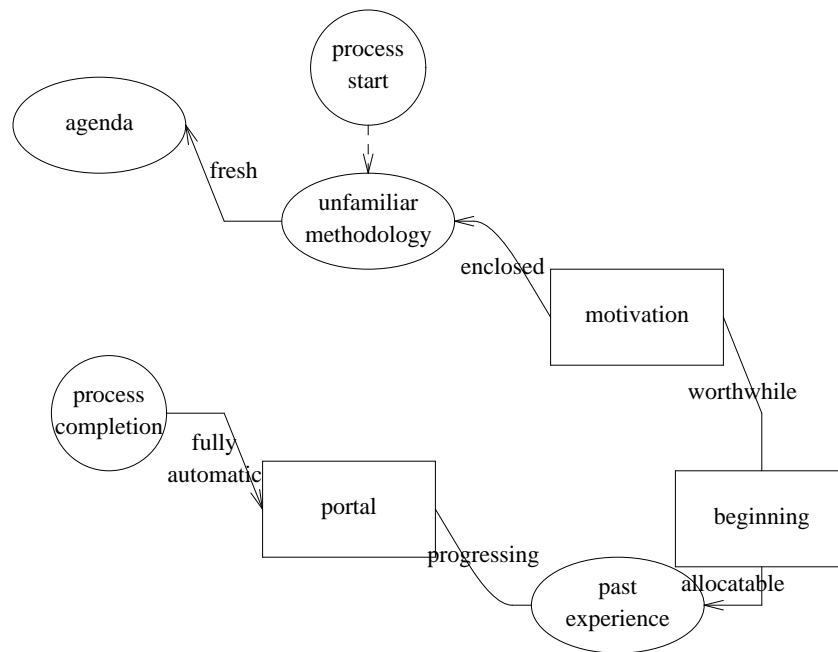 process
start
agenda
fresh
unfamiliar
methodology
enclosed
motivation
worthwhile
process
completion
fully
automatic
portal
beginning
progressing
allocatable
past
experience